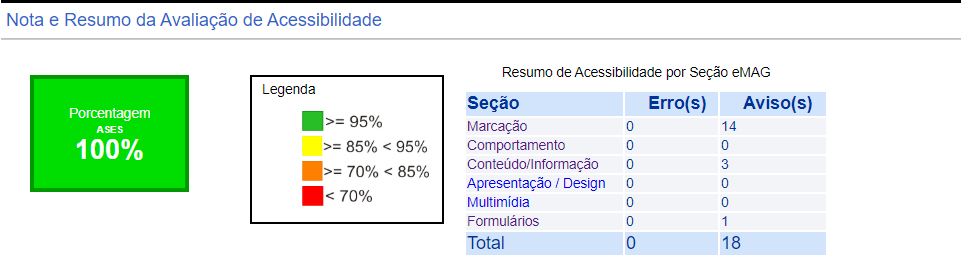 Nota e Resumo da Avaliação de Acessibilidade
Porcentagem
ASES
100%
Legenda
>= 95%
>= 85% < 95%
>= 70% < 85%
< 70%
Resumo de Acessibilidade por Seção eMAG
Seção Erro(s) Aviso(s)
Marcação 0 14
Comportamento 0 0
Conteúdo/Informação 0 3
Apresentação / Design 0 0
Multimídia 0 0
Formulários 0 1
Total 0 18